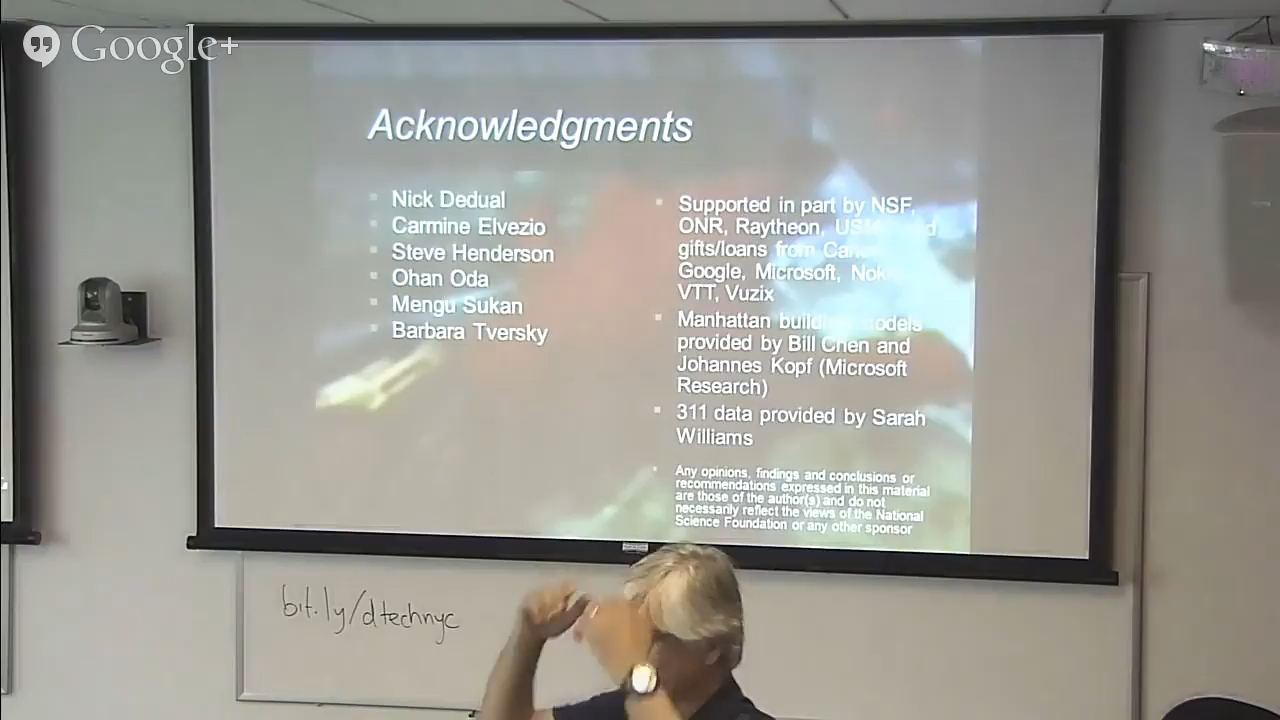 Google+
Acknowledgments
Nick Dedual
Carmine Elvezio
Steve Henderson
Ohan Oda
Mengu Sukan
Barbara Tversky
Supported in part by NSF,
ONR, Raytheon,
gifts/loans from
Google, Microsoft,
VTT, Vuzix
Manhattan building models
provided by Bill Chen and
Johannes Kopf (Microsoft
Research)
311 data provided by Sarah
Williams
Any opinions, findings and conclusions or
recommendations expressed in this material
are those of the author(s) and do not
necessarily reflect the views of the National
Science Foundation or any other sponsor
bit.ly/dtechnyc